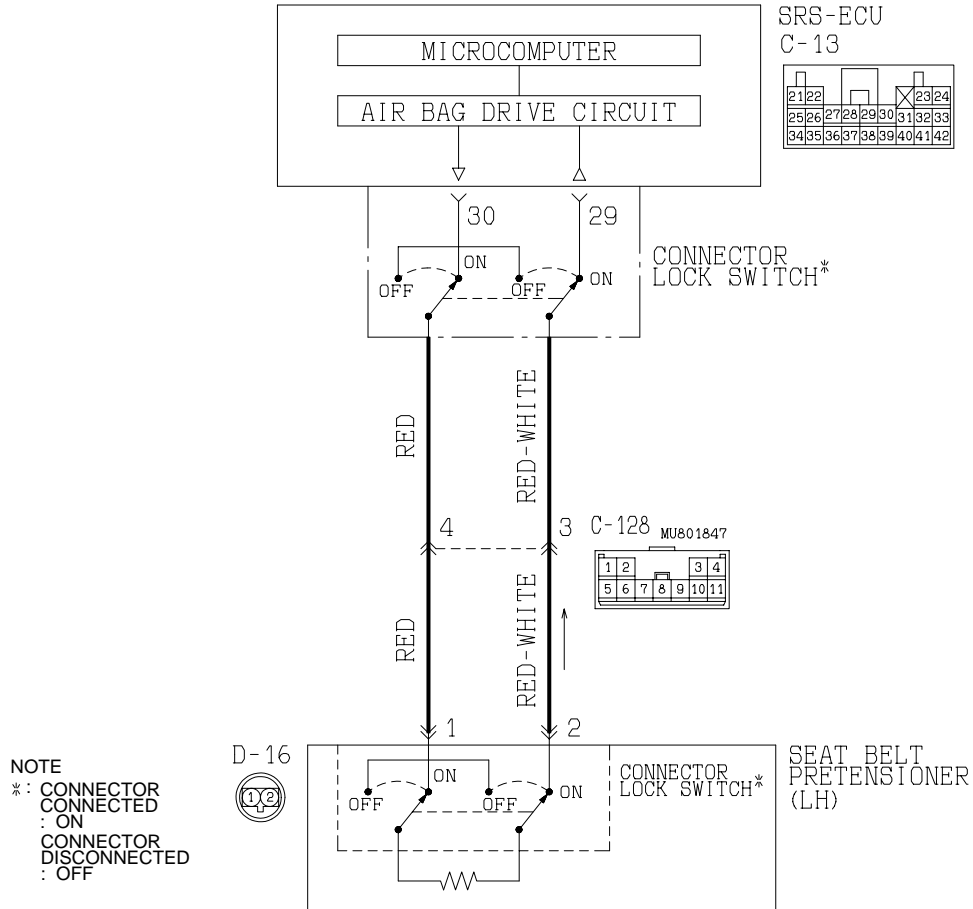 SRS-ECU
C-13
MICROCOMPUTER
AIR BAG DRIVE CIRCUIT
21 22 23 24
25 26 27 28 29 30 31 32 33
34 35 36 37 38 39 40 41 42
30 29
CONNECTOR
LOCK SWITCH*
ON ON
OFF OFF
RED RED-WHITE
4 3 C-128 MU801847
1 2 3 4
5 6 7 8 9 10 11
RED RED-WHITE
1 2
D-16
1 2
SEAT BELT
PRETENSIONER
(LH)
CONNECTOR
LOCK SWITCH*
ON ON
OFF OFF
NOTE
*: CONNECTOR
CONNECTED
: ON
CONNECTOR
DISCONNECTED
: OFF